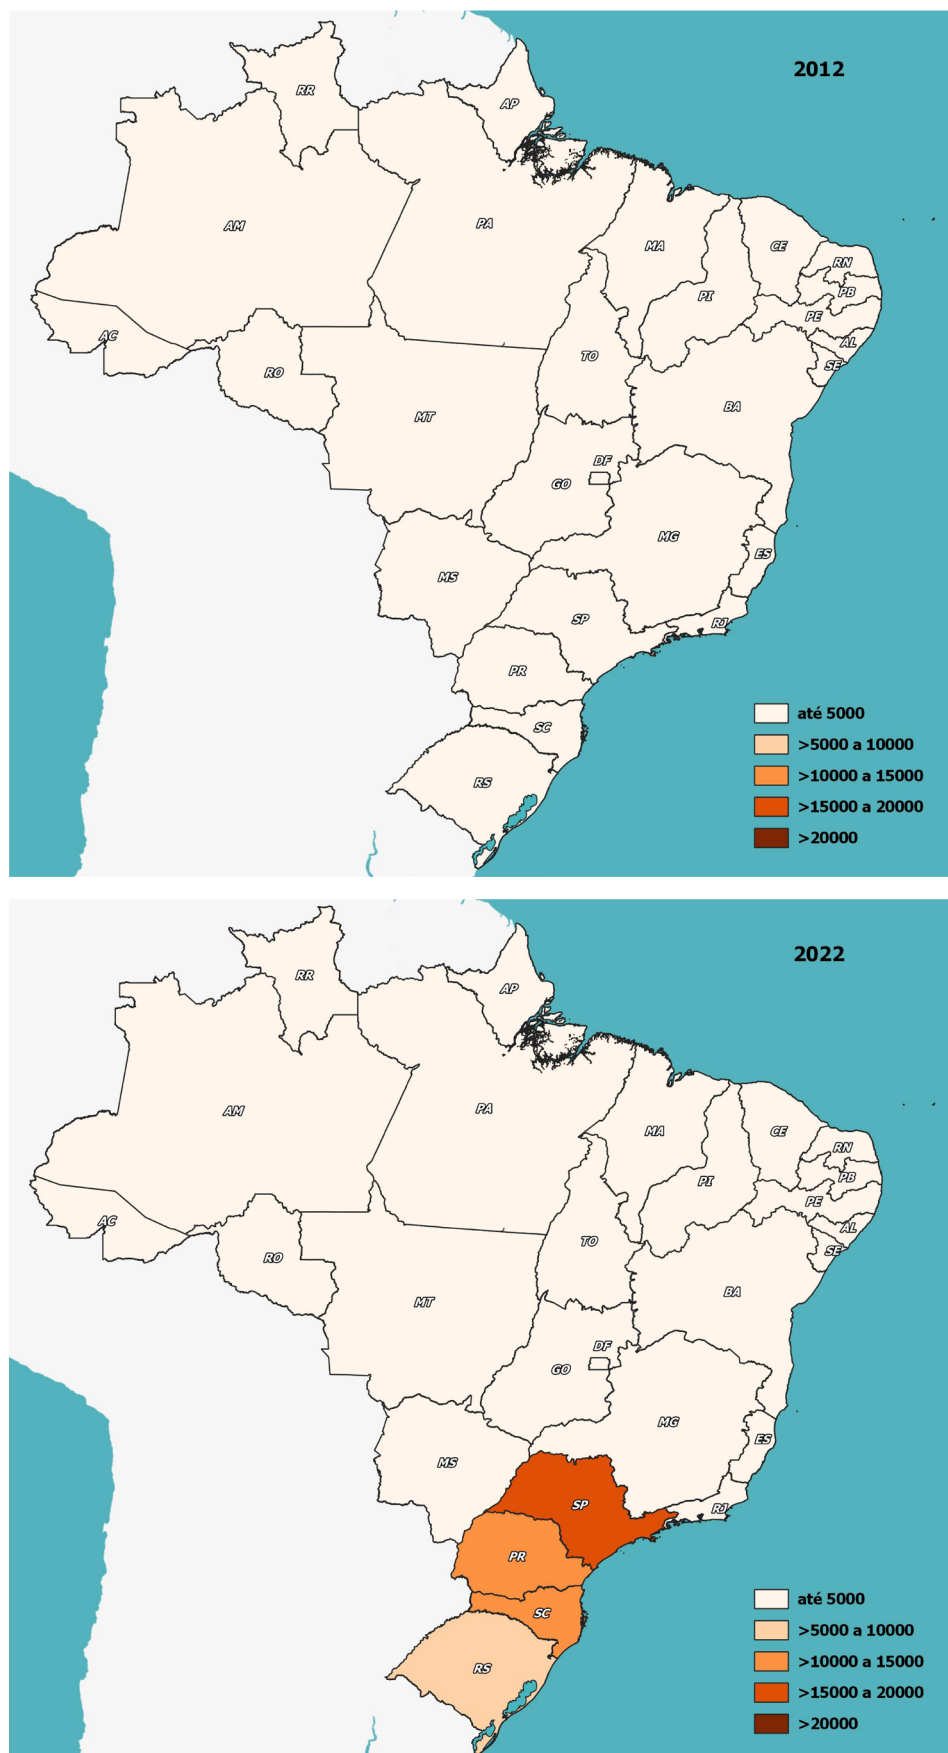 2012
RR
AP
AM
PA
MA
CE
RN
PB
PI
PE
AL
SE
AC
TO
RO
BA
MT
DF
GO
MG
ES
MS
SP
RJ
PR
SC
RS
até 5000
>5000 a 10000
>10000 a 15000
>15000 a 20000
>20000
2022
RR
AP
AM
PA
MA
CE
RN
PB
PI
PE
AL
SE
AC
TO
RO
BA
MT
DF
GO
MG
ES
MS
SP
RJ
PR
SC
RS
até 5000
>5000 a 10000
>10000 a 15000
>15000 a 20000
>20000